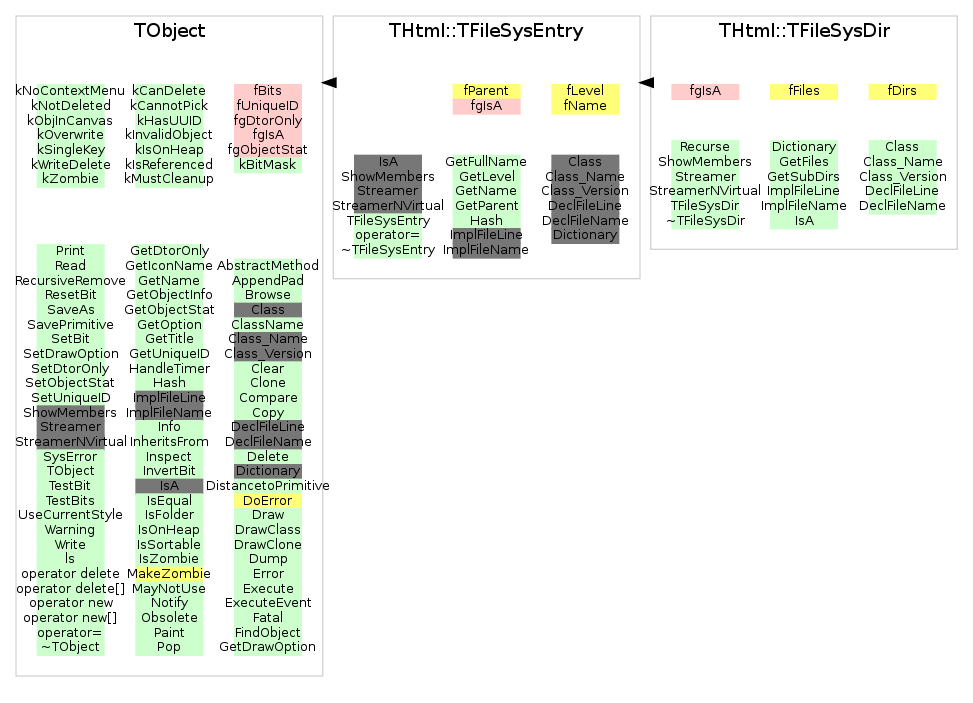 TObject
kNoContextMenu kCanDelete fBits
kNotDeleted kCannotPick fUniqueID
kObjInCanvas kHasUUID fgDtorOnly
kOverwrite kInvalidObject fgIsA
kSingleKey kIsOnHeap fgObjectStat
kWriteDelete kIsReferenced kBitMask
kZombie kMustCleanup
Print GetDtorOnly
Read GetIconName AbstractMethod
RecursiveRemove GetName AppendPad
ResetBit GetObjectInfo Browse
SaveAs GetObjectStat Class
SavePrimitive GetOption ClassName
SetBit GetTitle Class_Name
SetDrawOption GetUniqueID Class_Version
SetDtorOnly HandleTimer Clear
SetObjectStat Hash Clone
SetUniqueID ImplFileLine Compare
ShowMembers ImplFileName Copy
Streamer Info DeclFileLine
StreamerNVirtual InheritsFrom DeclFileName
SysError Inspect Delete
TObject InvertBit Dictionary
TestBit IsA DistancetoPrimitive
TestBits IsEqual DoError
UseCurrentStyle IsFolder Draw
Warning IsOnHeap DrawClass
Write IsSortable DrawClone
ls IsZombie Dump
operator delete MakeZombie Error
operator delete[] MayNotUse Execute
operator new Notify ExecuteEvent
operator new[] Obsolete Fatal
operator= Paint FindObject
~TObject Pop GetDrawOption
THtml::TFileSysEntry
fParent fLevel
fgIsA fName
IsA GetFullName Class
ShowMembers GetLevel Class_Name
Streamer GetName Class_Version
StreamerNVirtual GetParent DeclFileLine
TFileSysEntry Hash DeclFileName
operator= ImplFileLine Dictionary
~TFileSysEntry ImplFileName
THtml::TFileSysDir
fgIsA fFiles fDirs
Recurse Dictionary Class
ShowMembers GetFiles Class_Name
Streamer GetSubDirs Class_Version
StreamerNVirtual ImplFileLine DeclFileLine
TFileSysDir ImplFileName DeclFileName
~TFileSysDir IsA